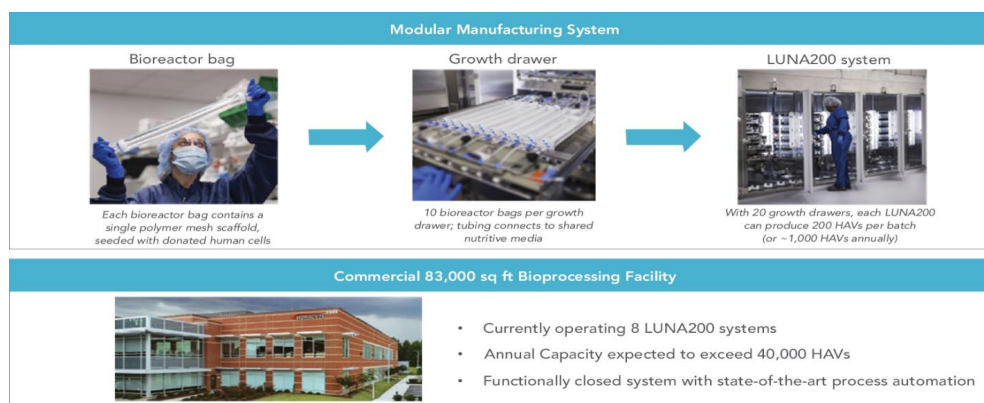 Modular Manufacturing System
Bioreactor bag
Growth drawer
LUNA200 system
Each bioreactor bag contains a
single polymer mesh scaffold,
seeded with donated human cells
10 bioreactor bags per growth
drawer; tubing connects to shared
nutritive media
With 20 growth drawers, each LUNA200
can produce 200 HAVs per batch
(or ~1,000 HAVs annually)
Commercial 83,000 sq ft Bioprocessing Facility
• Currently operating 8 LUNA200 systems
• Annual Capacity expected to exceed 40,000 HAVs
• Functionally closed system with state-of-the-art process automation